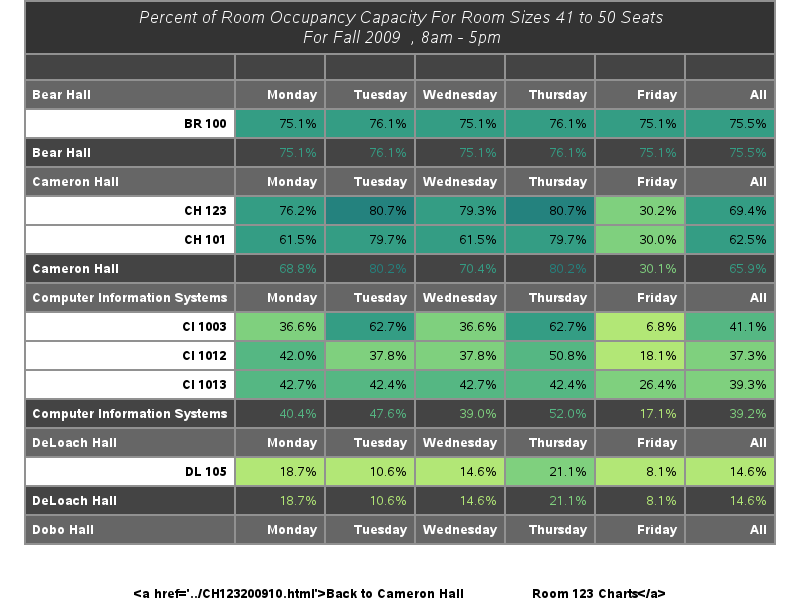 Percent of Room Occupancy Capacity For Room Sizes 41 to 50 Seats
For Fall 2009 , 8am - 5pm
Bear Hall Monday Tuesday Wednesday Thursday Friday All
BR 100 75.1% 76.1% 75.1% 76.1% 75.1% 75.5%
Bear Hall 75.1% 76.1% 75.1% 76.1% 75.1% 75.5%
Cameron Hall Monday Tuesday Wednesday Thursday Friday All
CH 123 76.2% 80.7% 79.3% 80.7% 30.2% 69.4%
CH 101 61.5% 79.7% 61.5% 79.7% 30.0% 62.5%
Cameron Hall 68.8% 80.2% 70.4% 80.2% 30.1% 65.9%
Computer Information Systems Monday Tuesday Wednesday Thursday Friday All
CI 1003 36.6% 62.7% 36.6% 62.7% 6.8% 41.1%
CI 1012 42.0% 37.8% 37.8% 50.8% 18.1% 37.3%
CI 1013 42.7% 42.4% 42.7% 42.4% 26.4% 39.3%
Computer Information Systems 40.4% 47.6% 39.0% 52.0% 17.1% 39.2%
DeLoach Hall Monday Tuesday Wednesday Thursday Friday All
DL 105 18.7% 10.6% 14.6% 21.1% 8.1% 14.6%
DeLoach Hall 18.7% 10.6% 14.6% 21.1% 8.1% 14.6%
Dobo Hall Monday Tuesday Wednesday Thursday Friday All
<a href='../CH123200910.html'>Back to Cameron Hall Room 123 Charts</a>